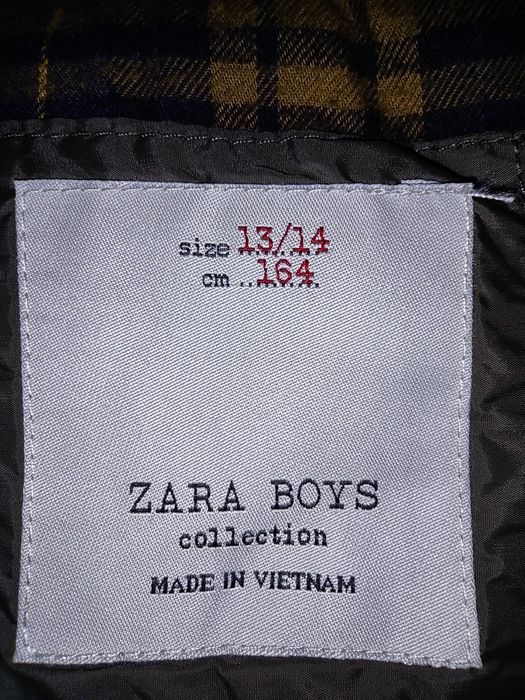 size 13/14
cm 164
ZARA BOYS
collection
MADE IN VIETNAM